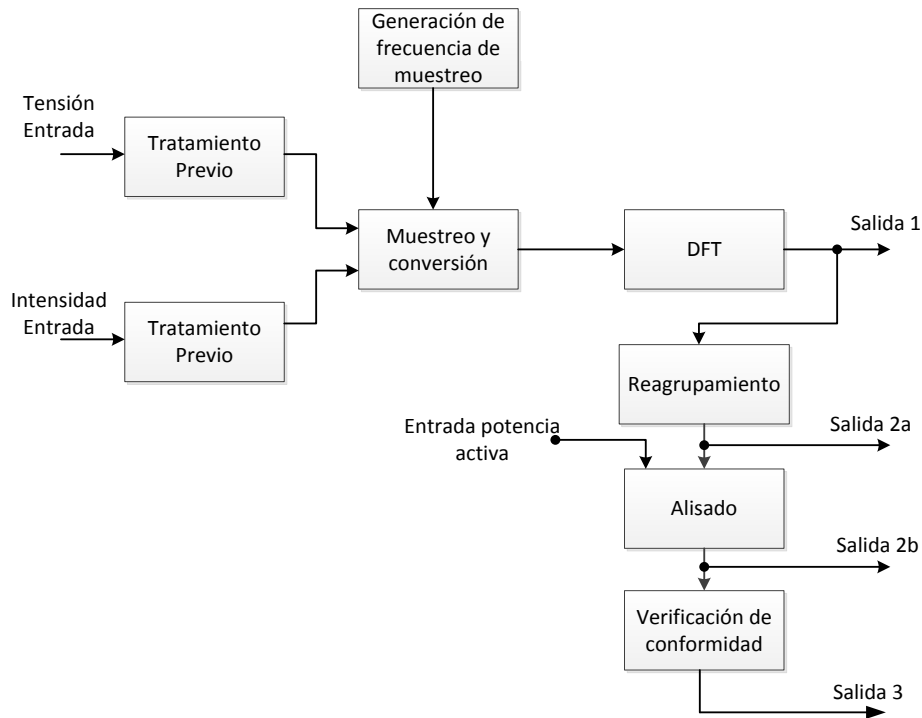 Generación de
frecuencia de
muestreo
Tensión
Entrada
Tratamiento
Previo
Muestreo y
conversión
DFT
Salida 1
Intensidad
Entrada
Tratamiento
Previo
Reagrupamiento
Entrada potencia
activa
Salida 2a
Alisado
Salida 2b
Verificación de
conformidad
Salida 3